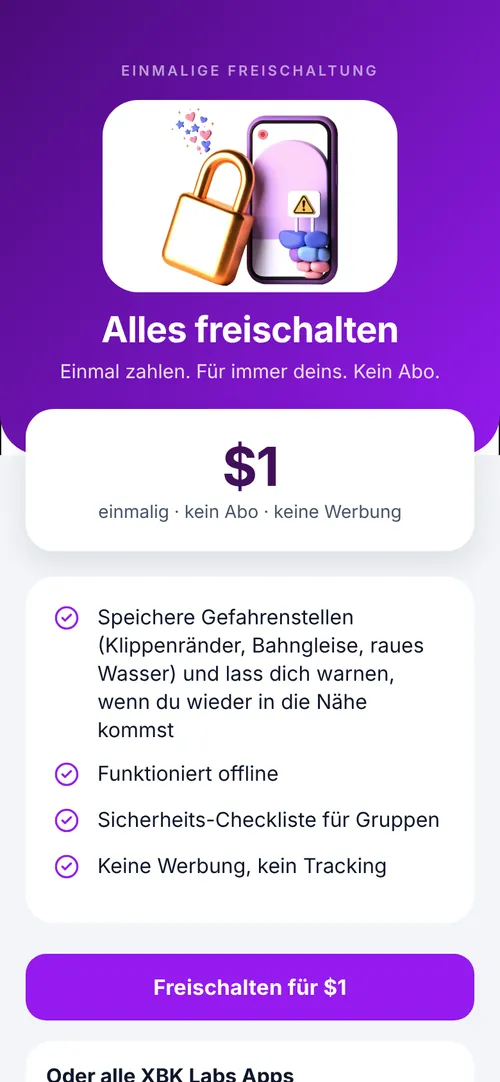 EINMALIGE FREISCHALTUNG
Alles freischalten
Einmal zahlen. Für immer deins. Kein Abo.
$1
einmalig · kein Abo · keine Werbung
Speichere Gefahrenstellen
(Klippenränder, Bahngleise, raues
Wasser) und lass dich warnen,
wenn du wieder in die Nähe
kommst
Funktioniert offline
Sicherheits-Checkliste für Gruppen
Keine Werbung, kein Tracking
Freischalten für $1
Oder alle XBK Labs Apps